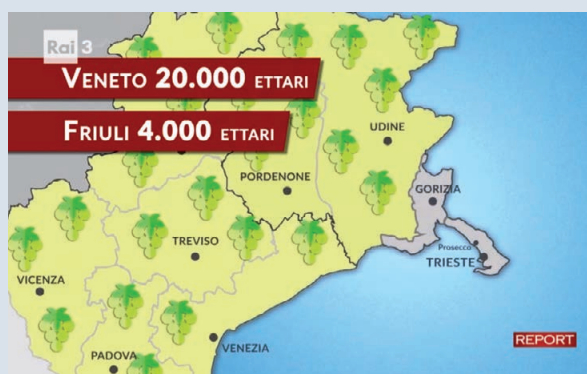 Rai 3
VENETO 20.000 ETTARI
FRIULI 4.000 ETTARI
UDINE
PORDENONE
GORIZIA
TREVISO
Prosecco
TRIESTE
VICENZA
VENEZIA
PADOVA
REPORT